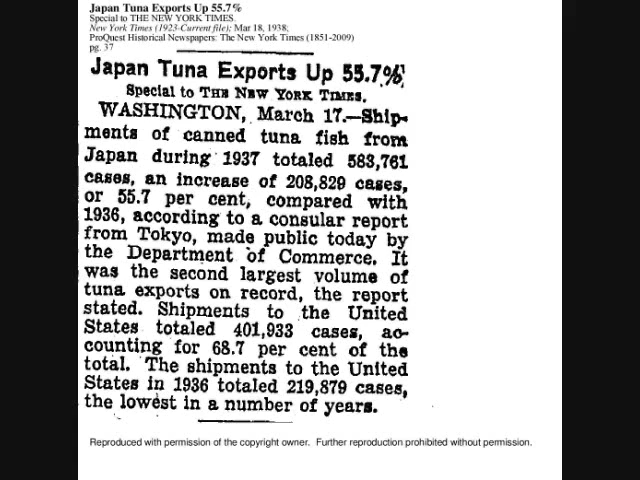 Japan Tuna Exports Up 55.7%
Special to THE NEW YORK TIMES.
New York Times (1923-Current file); Mar 18, 1938;
ProQuest Historical Newspapers: The New York Times (1851-2009)
pg. 37
Japan Tuna Exports Up 55.7%
Special to THE NEW YORK TIMES.
WASHINGTON, March 17.—Ship-
ments of canned tuna fish from
Japan during 1937 totaled 583,761
cases, an increase of 208,829 cases,
or 55.7 per cent, compared with
1936, according to a consular report
from Tokyo, made public today by
the Department of Commerce. It
was the second largest volume of
tuna exports on record, the report
stated. Shipments to the United
States totaled 401,933 cases, ac-
counting for 68.7 per cent of the
total. The shipments to the United
States in 1936 totaled 219,879 cases,
the lowest in a number of years.
Reproduced with permission of the copyright owner. Further reproduction prohibited without permission.